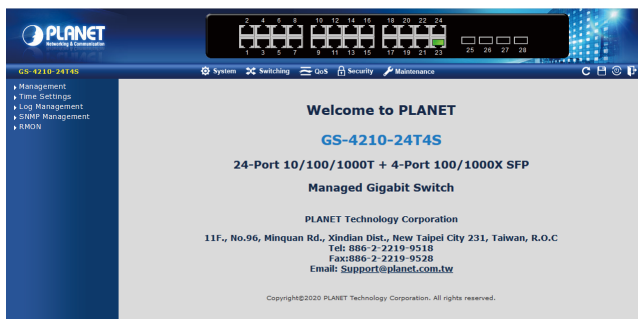 PLANET
Networking & Communication
2 4 6 8 10 12 14 16 18 20 22 24
1 3 5 7 9 11 13 15 17 19 21 23 25 26 27 28
GS-4210-24T4S
System Switching QoS Security Maintenance
Management
Time Settings
Log Management
SNMP Management
RMON
Welcome to PLANET
GS-4210-24T4S
24-Port 10/100/1000T + 4-Port 100/1000X SFP
Managed Gigabit Switch
PLANET Technology Corporation
11F., No.96, Minquan Rd., Xindian Dist., New Taipei City 231, Taiwan, R.O.C
Tel: 886-2-2219-9518
Fax:886-2-2219-9528
Email: Support@planet.com.tw
Copyright©2020 PLANET Technology Corporation. All rights reserved.